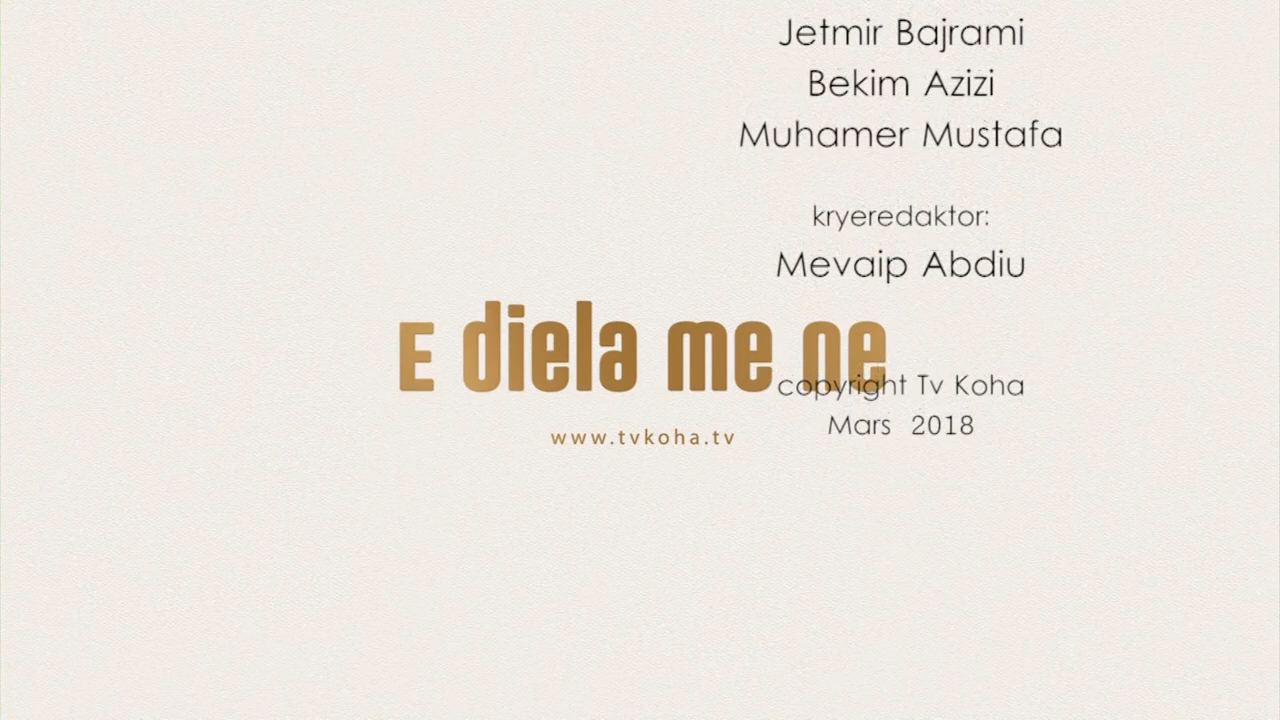 Jetmir Bajrami
Bekim Azizi
Muhamer Mustafa
kryeredaktor:
Mevaip Abdiu
E diela me ne
copyright Tv Koha
Mars 2018
www.tvkoha.tv